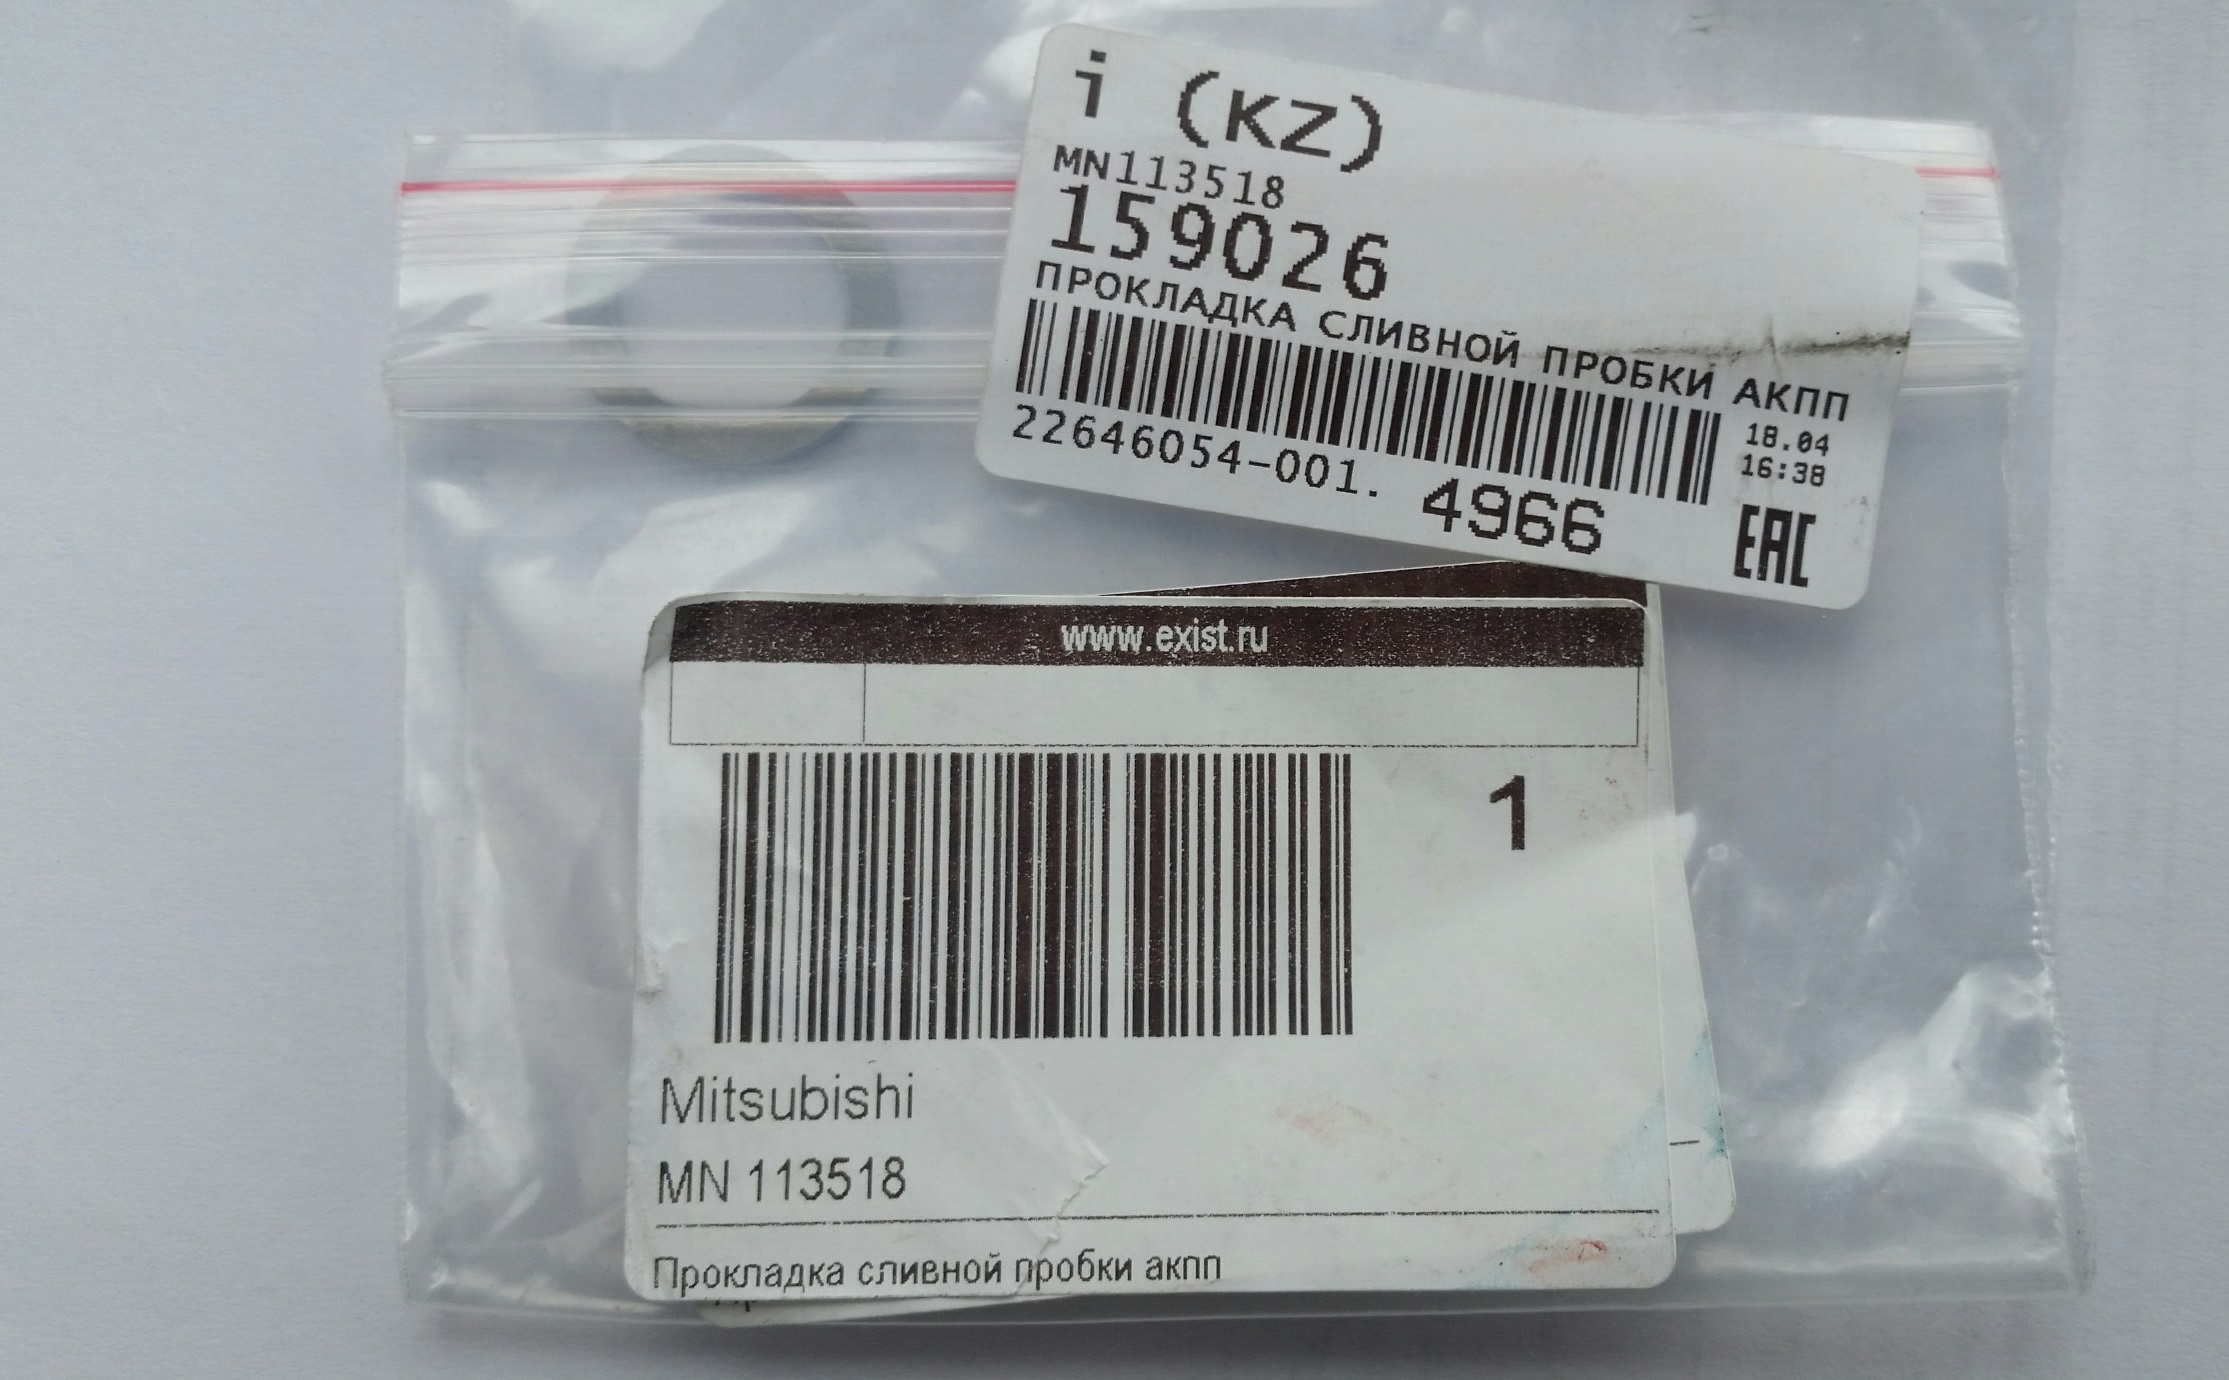 i (KZ)
MN113518
159026
ПРОКЛАДКА СЛИВНОЙ ПРОБКИ АКПП
18.04
16:38
22646054-001.
4966
EAC
www.exist.ru
1
Mitsubishi
MN 113518
Прокладка сливной пробки акпп